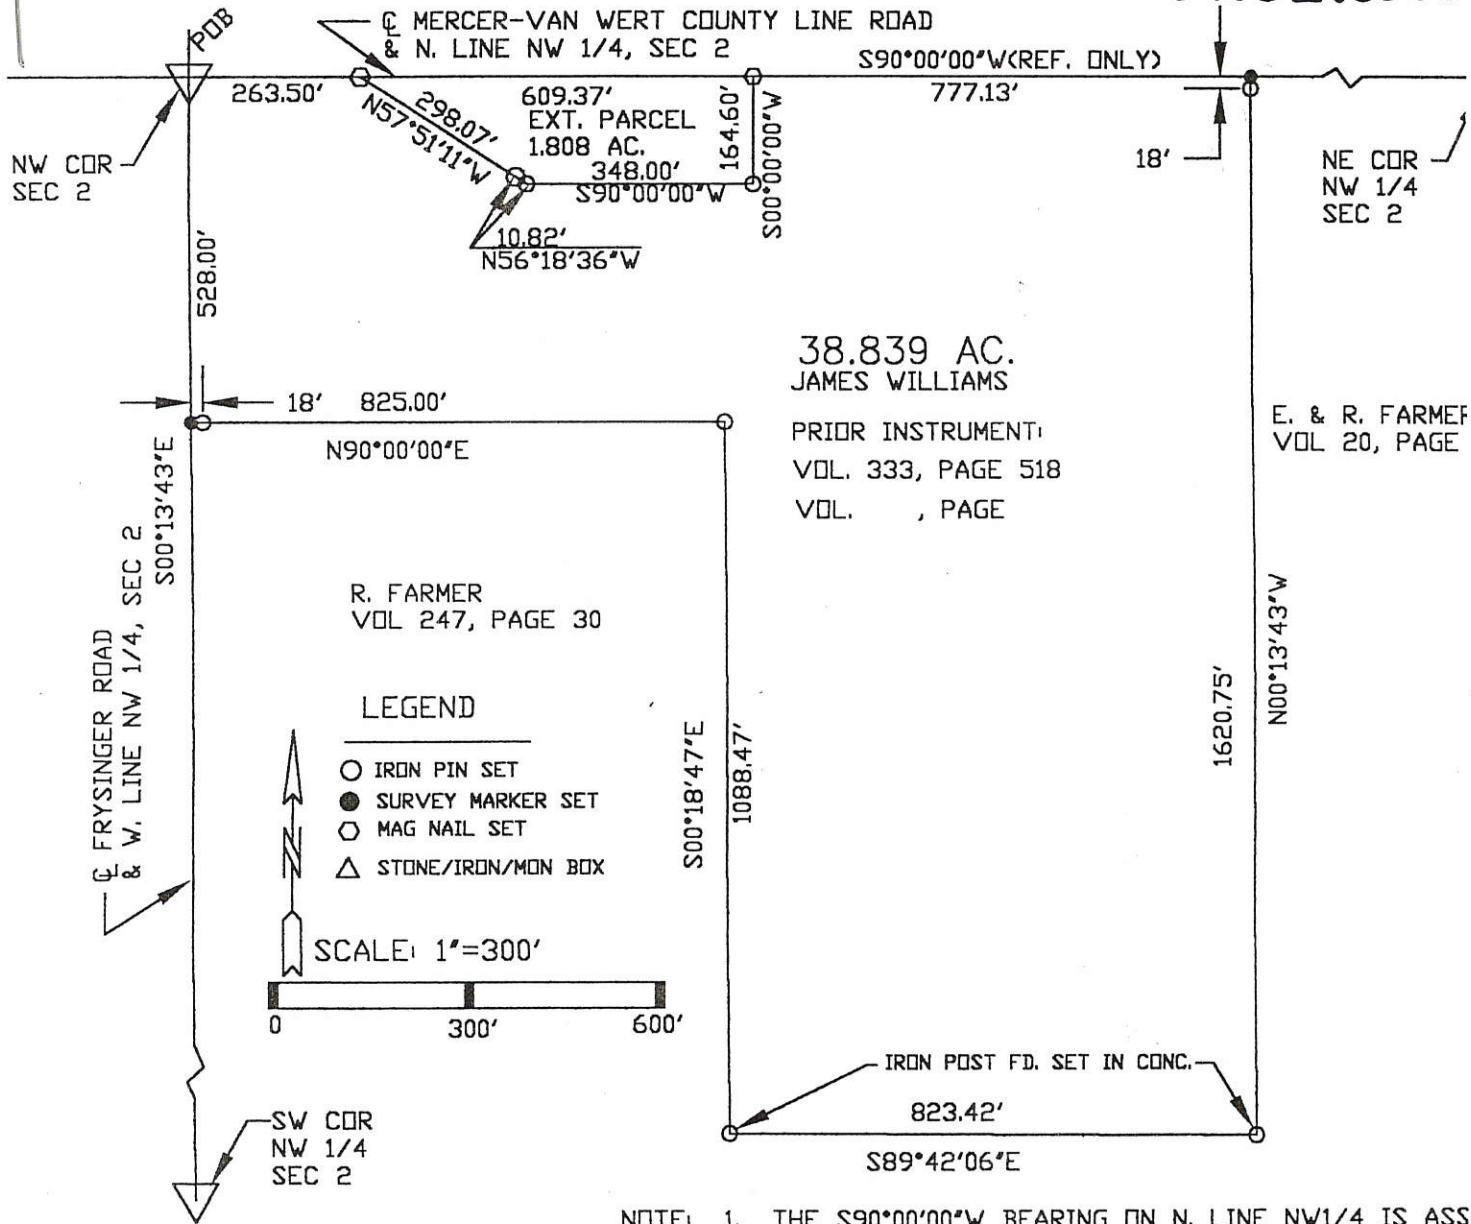 POB
℄ MERCER-VAN WERT COUNTY LINE ROAD
& N. LINE NW 1/4, SEC 2
S90°00'00"W(REF. ONLY)
263.50'
609.37'
777.13'
298.07'
N57°51'11"W
EXT. PARCEL
1.808 AC.
348.00'
S90°00'00"W
164.60'
S00°00'00"W
10.82'
N56°18'36"W
18'
NW COR
SEC 2
NE COR
NW 1/4
SEC 2
528.00'
18'
825.00'
N90°00'00"E
S00°13'43"E
38.839 AC.
JAMES WILLIAMS
PRIOR INSTRUMENT:
VOL. 333, PAGE 518
VOL. , PAGE
E. & R. FARMER
VOL 20, PAGE
℄ FRYSINGER ROAD
& W. LINE NW 1/4, SEC 2
R. FARMER
VOL 247, PAGE 30
LEGEND
IRON PIN SET
SURVEY MARKER SET
MAG NAIL SET
STONE/IRON/MON BOX
N
SCALE: 1"=300'
0 300' 600'
S00°18'47"E
1088.47'
1620.75'
N00°13'43"W
IRON POST FD. SET IN CONC.
823.42'
S89°42'06"E
SW COR
NW 1/4
SEC 2
NOTE: 1. THE S90°00'00"W BEARING ON N. LINE NW1/4 IS ASS